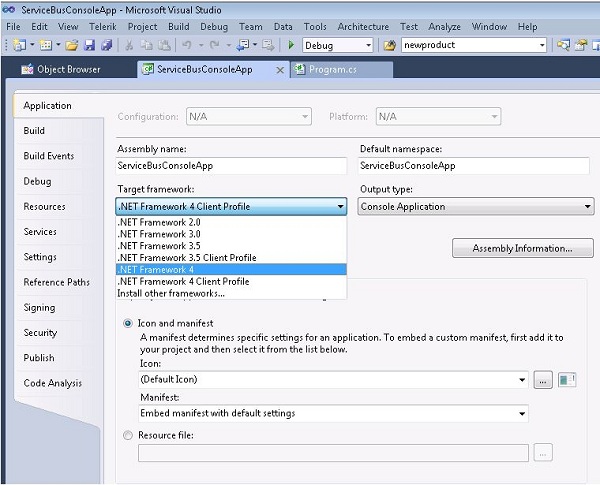 ServiceBusConsoleApp - Microsoft Visual Studio
File Edit View Telerik Project Build Debug Team Data Tools Architecture Test Analyze Window Help
Debug newproduct
Object Browser ServiceBusConsoleApp Program.cs
Application
Build
Build Events
Debug
Resources
Services
Settings
Reference Paths
Signing
Security
Publish
Code Analysis
Configuration: N/A Platform: N/A
Assembly name: Default namespace:
ServiceBusConsoleApp ServiceBusConsoleApp
Target framework: Output type:
.NET Framework 4 Client Profile Console Application
.NET Framework 2.0
.NET Framework 3.0
.NET Framework 3.5
.NET Framework 3.5 Client Profile
.NET Framework 4
.NET Framework 4 Client Profile
Install other frameworks...
Assembly Information...
Icon and manifest
A manifest determines specific settings for an application. To embed a custom manifest, first add it to
your project and then select it from the list below.
Icon:
(Default Icon) ...
Manifest:
Embed manifest with default settings
Resource file:
...